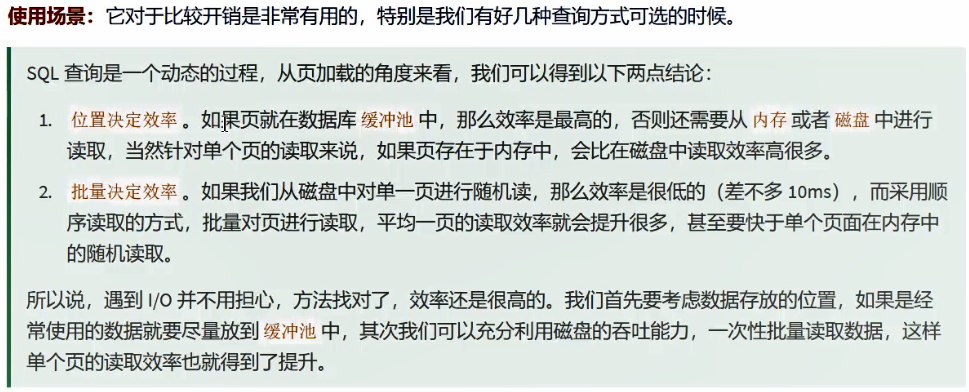 使用场景：它对于比较开销是非常有用的，特别是我们有好几种查询方式可选的时候。
SQL 查询是一个动态的过程，从页加载的角度来看，我们可以得到以下两点结论：
1. 位置决定效率。如果页就在数据库 缓冲池 中，那么效率是最高的，否则还需要从 内存 或者 磁盘 中进行
读取，当然针对单个页的读取来说，如果页存在于内存中，会比在磁盘中读取效率高很多。
2. 批量决定效率。如果我们从磁盘中对单一页进行随机读，那么效率是很低的（差不多 10ms），而采用顺
序读取的方式，批量对页进行读取，平均一页的读取效率就会提升很多，甚至要快于单个页面在内存中
的随机读取。
所以说，遇到 I/O 并不用担心，方法找对了，效率还是很高的。我们首先要考虑数据存放的位置，如果是经
常使用的数据就要尽量放到 缓冲池 中，其次我们可以充分利用磁盘的吞吐能力，一次性批量读取数据，这样
单个页的读取效率也就得到了提升。